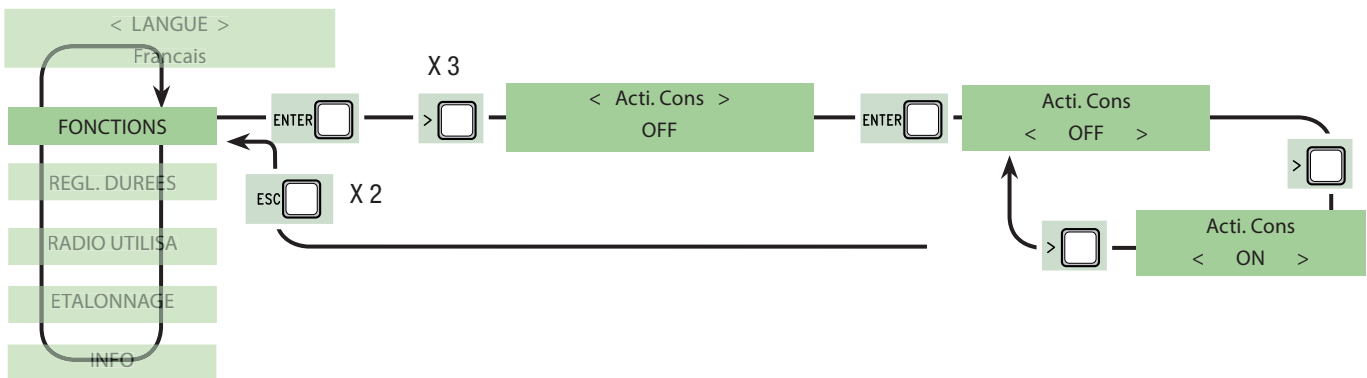 < LANGUE >
Francais
FONCTIONS
REGL. DUREES
RADIO UTILISA
ETALONNAGE
INFO
ENTER
X 3
>
< Acti. Cons >
OFF
ENTER
Acti. Cons
< OFF >
>
Acti. Cons
< ON >
>
ESC
X 2